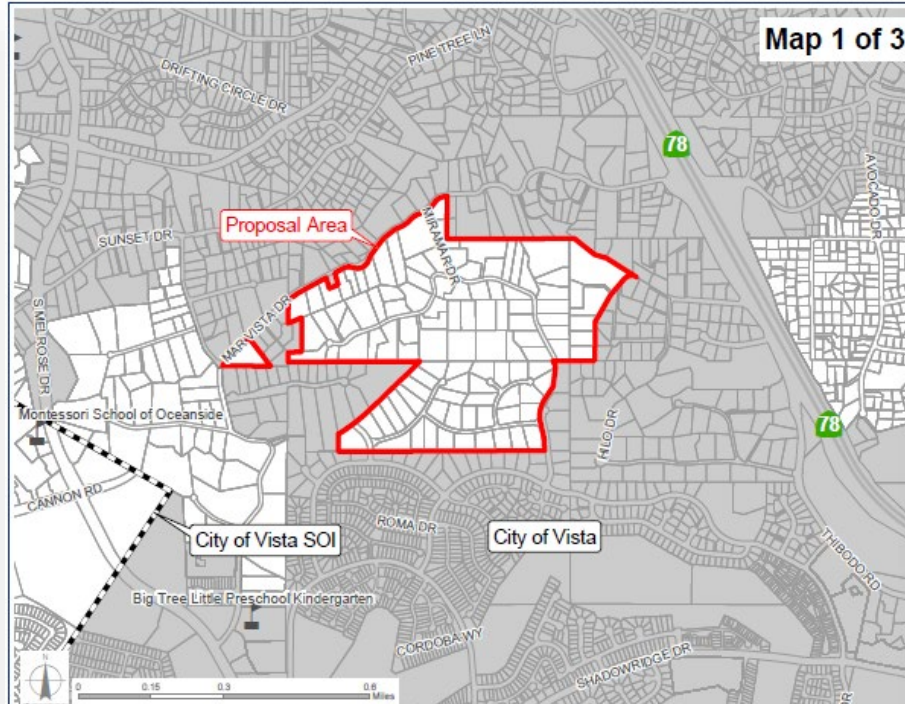 Map 1 of 3
PINE TREE LN
DRIFTING CIRCLE DR
78
AVOCADO DR
Proposal Area
MIRAMAR DR
SUNSET DR
MAR VISTA DR
S MELROSE DR
Montessori School of Oceanside
78
HILO DR
CANNON RD
ROMA DR
City of Vista SOI
City of Vista
THIBODO RD
Big Tree Little Preschool Kindergarten
CORDOBA WY
SHADOWRIDGE DR
DR
N
0 0.15 0.3 0.6
Miles